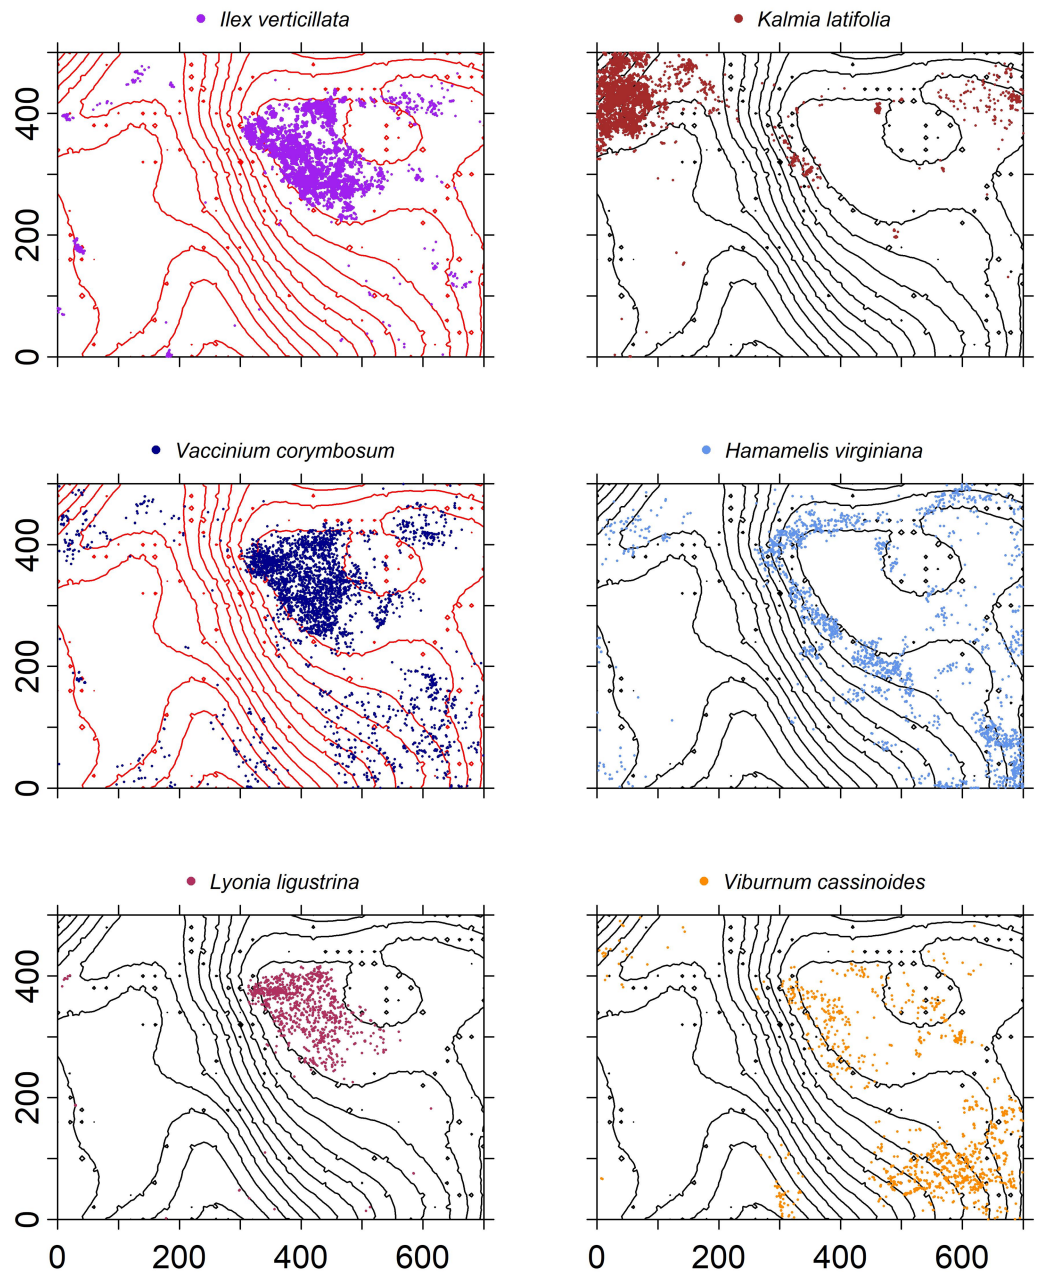 Ilex verticillata
Kalmia latifolia
400
200
0
Vaccinium corymbosum
Hamamelis virginiana
400
200
0
Lyonia ligustrina
Viburnum cassinoides
400
200
0
0 200 400 600
0 200 400 600